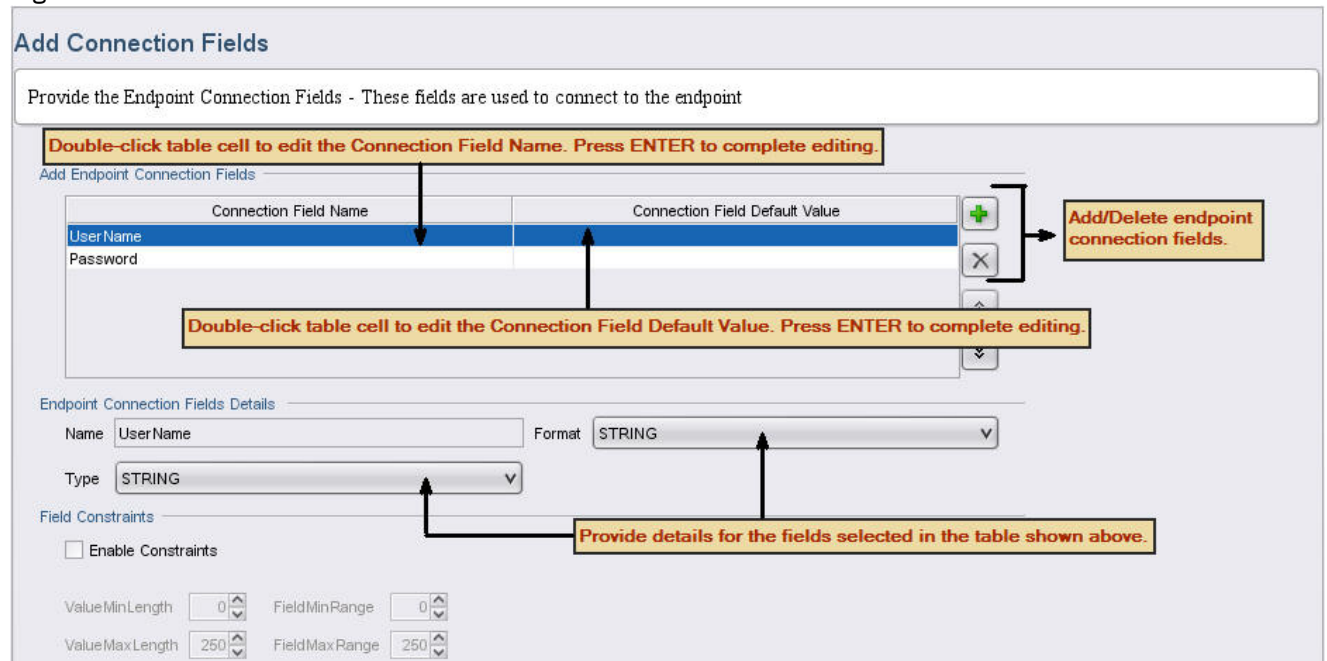 Add Connection Fields
Provide the Endpoint Connection Fields - These fields are used to connect to the endpoint
Double-click table cell to edit the Connection Field Name. Press ENTER to complete editing.
Add Endpoint Connection Fields
Connection Field Name Connection Field Default Value
UserName
Password
Add/Delete endpoint
connection fields.
Double-click table cell to edit the Connection Field Default Value. Press ENTER to complete editing.
Endpoint Connection Fields Details
Name UserName Format STRING
Type STRING
Field Constraints
Provide details for the fields selected in the table shown above.
Enable Constraints
ValueMinLength 0 FieldMinRange 0
ValueMaxLength 250 FieldMaxRange 250